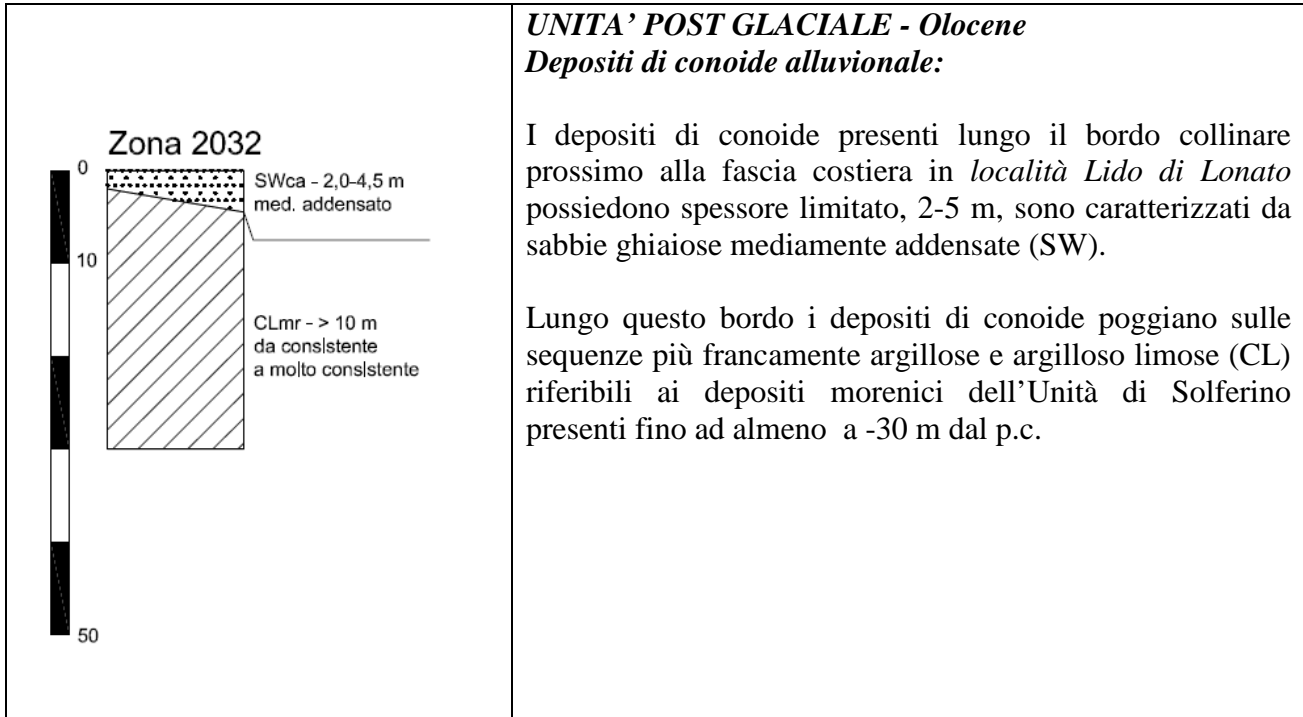 Zona 2032
0
SWca - 2,0-4,5 m
med. addensato
10
CLmr - > 10 m
da consistente
a molto consistente
50
UNITA’ POST GLACIALE - Olocene
Depositi di conoide alluvionale:
I depositi di conoide presenti lungo il bordo collinare
prossimo alla fascia costiera in località Lido di Lonato
possiedono spessore limitato, 2-5 m, sono caratterizzati da
sabbie ghiaiose mediamente addensate (SW).
Lungo questo bordo i depositi di conoide poggiano sulle
sequenze più francamente argillose e argilloso limose (CL)
riferibili ai depositi morenici dell’Unità di Solferino
presenti fino ad almeno a -30 m dal p.c.